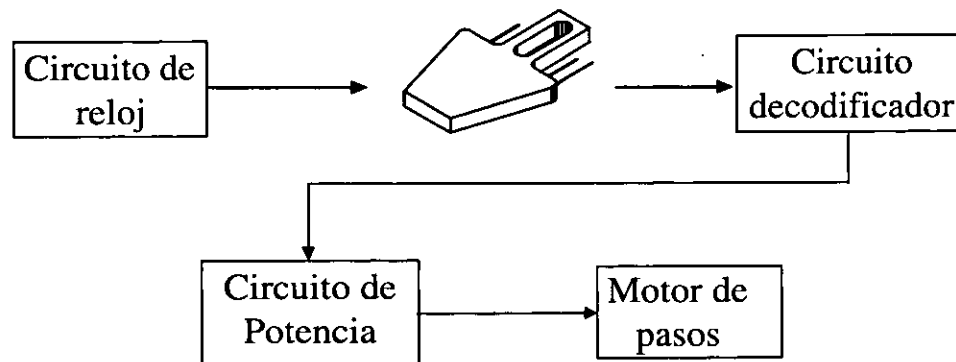 Circuito de
reloj
Circuito
decodificador
Circuito de
Potencia
Motor de
pasos